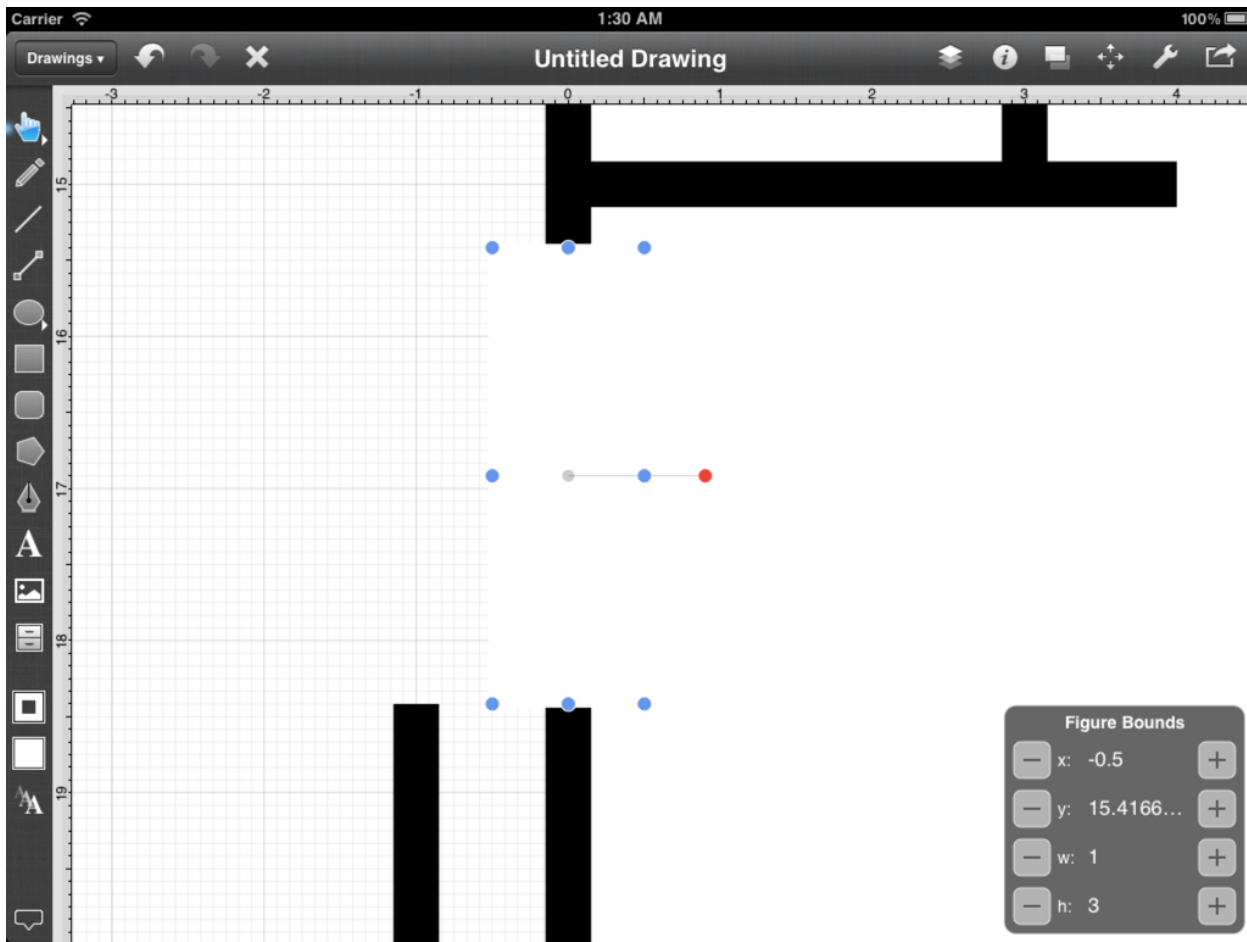 Carrier 1:30 AM 100%
Drawings ▾ Untitled Drawing
-3 -2 -1 0 1 2 3 4
15
16
17
18
19
A
AAA
Figure Bounds
x: -0.5
y: 15.4166...
w: 1
h: 3